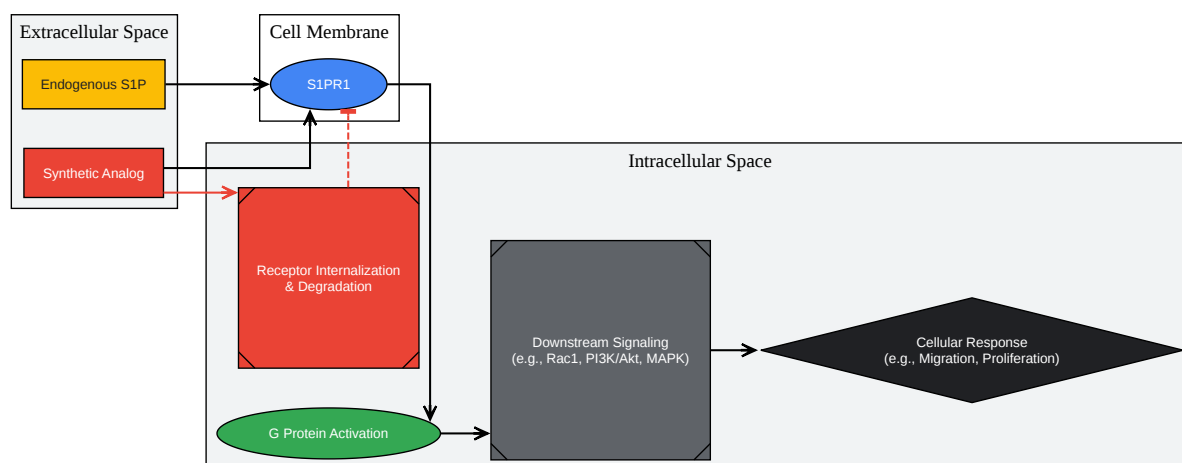 Extracellular Space
Cell Membrane
Endogenous S1P
S1PR1
Synthetic Analog
Intracellular Space
Receptor Internalization
& Degradation
Downstream Signaling
(e.g., Rac1, PI3K/Akt, MAPK)
Cellular Response
(e.g., Migration, Proliferation)
G Protein Activation